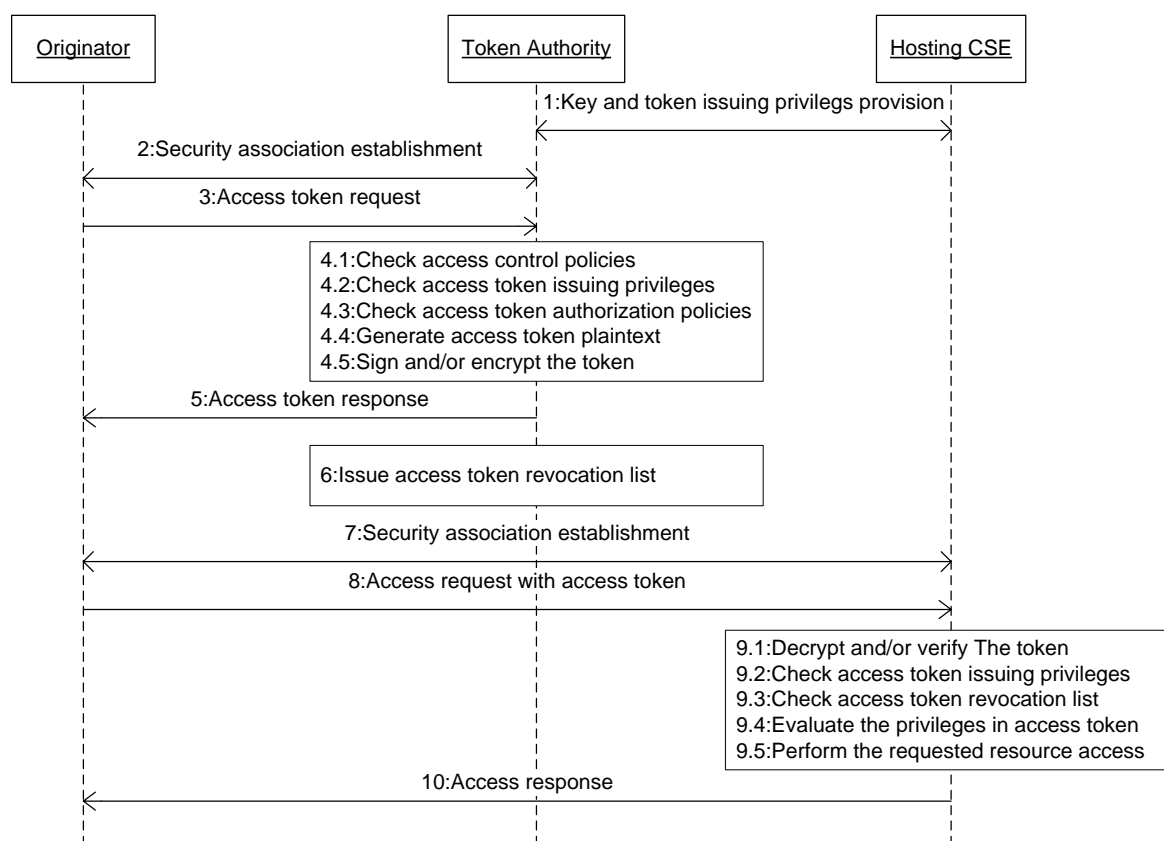 Originator
Token Authority
Hosting CSE
1:Key and token issuing privilegs provision
2:Security association establishment
3:Access token request
4.1:Check access control policies
4.2:Check access token issuing privileges
4.3:Check access token authorization policies
4.4:Generate access token plaintext
4.5:Sign and/or encrypt the token
5:Access token response
6:Issue access token revocation list
7:Security association establishment
8:Access request with access token
9.1:Decrypt and/or verify The token
9.2:Check access token issuing privileges
9.3:Check access token revocation list
9.4:Evaluate the privileges in access token
9.5:Perform the requested resource access
10:Access response